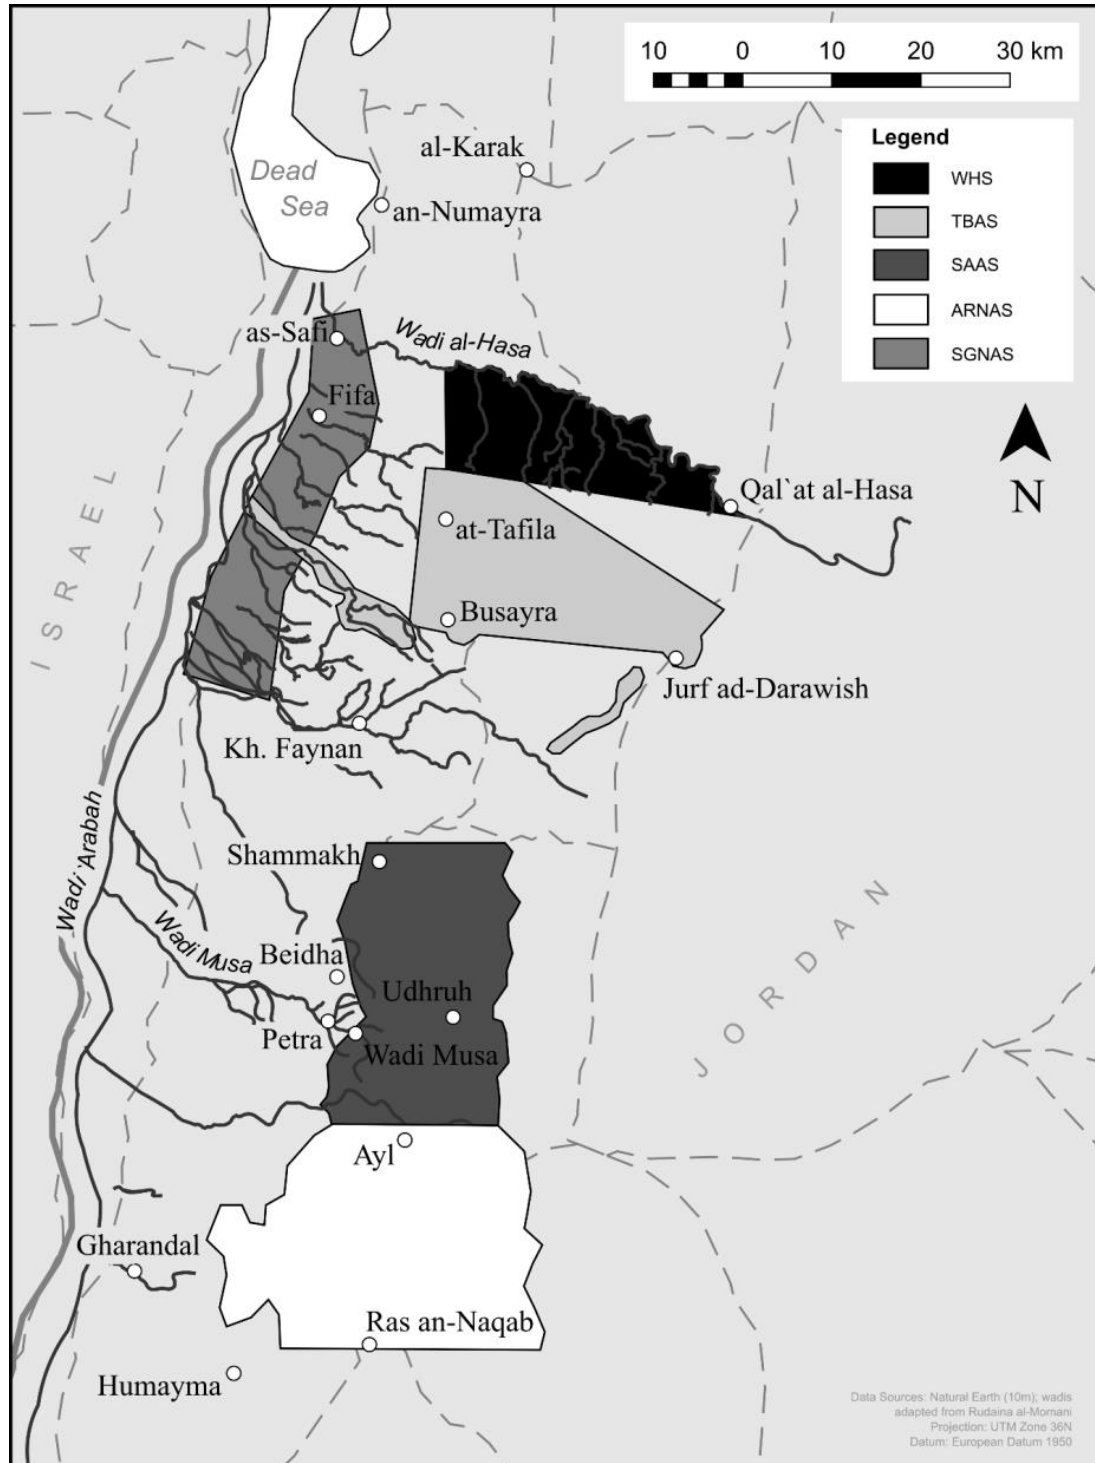 10 0 10 20 30 km
Legend
WHS
TBAS
SAAS
ARNAS
SGNAS
N
al-Karak
Dead
Sea
an-Numayra
as-Safi
Wadi al-Hasa
Fifa
Qal`at al-Hasa
at-Tafila
ISRAEL
Busayra
Jurf ad-Darawish
Kh. Faynan
Wadi `Arabah
Shammakh
Wadi Musa
Beidha
Udhruh
JORDAN
Petra
Wadi Musa
Ayl
Gharandal
Ras an-Naqab
Humayma
Data Sources: Natural Earth (10m); wadis
adapted from Rudaina al-Momani
Projection: UTM Zone 36N
Datum: European Datum 1950